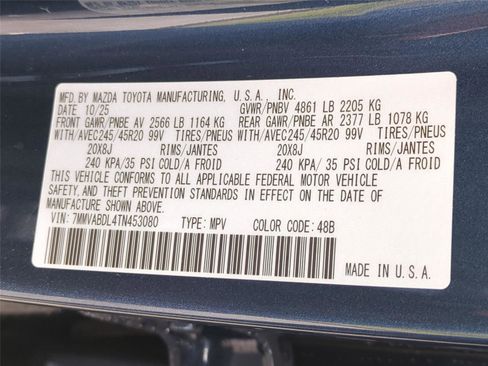 MFD.BY MAZDA TOYOTA MANUFACTURING, U.S.A., INC.
DATE 10/25 GVWR/PNBV 4861 LB 2205 KG
FRONT GAWR/PNBE AV 2566 LB 1164 KG REAR GAWR/PNBE AR 2377 LB 1078 KG
WITH/AVEC245/45R20 99V TIRES/PNEUS WITH/AVEC245/45R20 99V TIRES/PNEUS
20X8J RIMS/JANTES 20X8J RIMS/JANTES
240 KPA/35 PSI COLD/A FROID 240 KPA/35 PSI COLD/A FROID
THIS VEHICLE CONFORMS TO ALL APPLICABLE FEDERAL MOTOR VEHICLE
SAFETY, AND THEFT PREVENTION STANDARDS IN EFFECT ON THE DATE OF
MANUFACTURE SHOWN ABOVE.
VIN: 7MMVABDL4TN453080 TYPE: MPV COLOR CODE: 48B
MADE IN U.S.A.